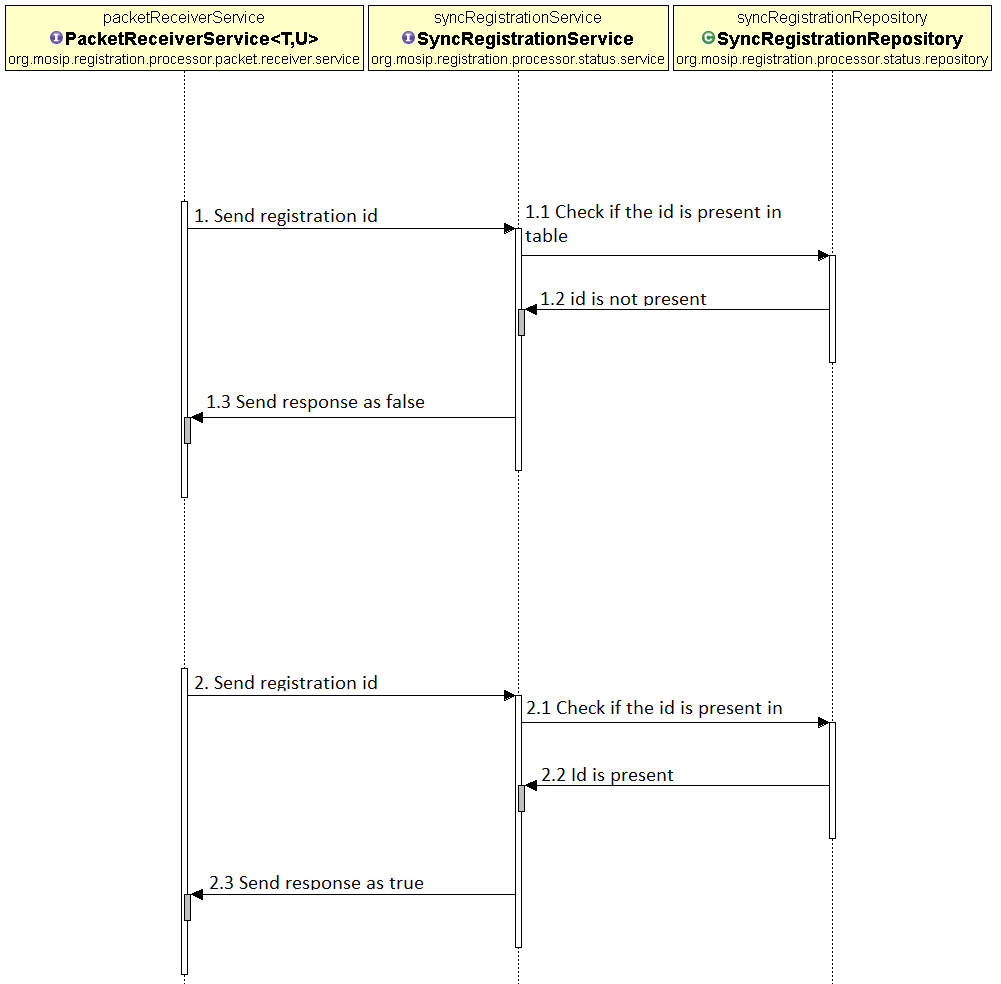 packetReceiverService
PacketReceiverService<T,U>
org.mosip.registration.processor.packet.receiver.service
syncRegistrationService
SyncRegistrationService
org.mosip.registration.processor.status.service
syncRegistrationRepository
SyncRegistrationRepository
org.mosip.registration.processor.status.repository
1. Send registration id
1.1 Check if the id is present in
table
1.2 id is not present
1.3 Send response as false
2. Send registration id
2.1 Check if the id is present in
2.2 Id is present
2.3 Send response as true